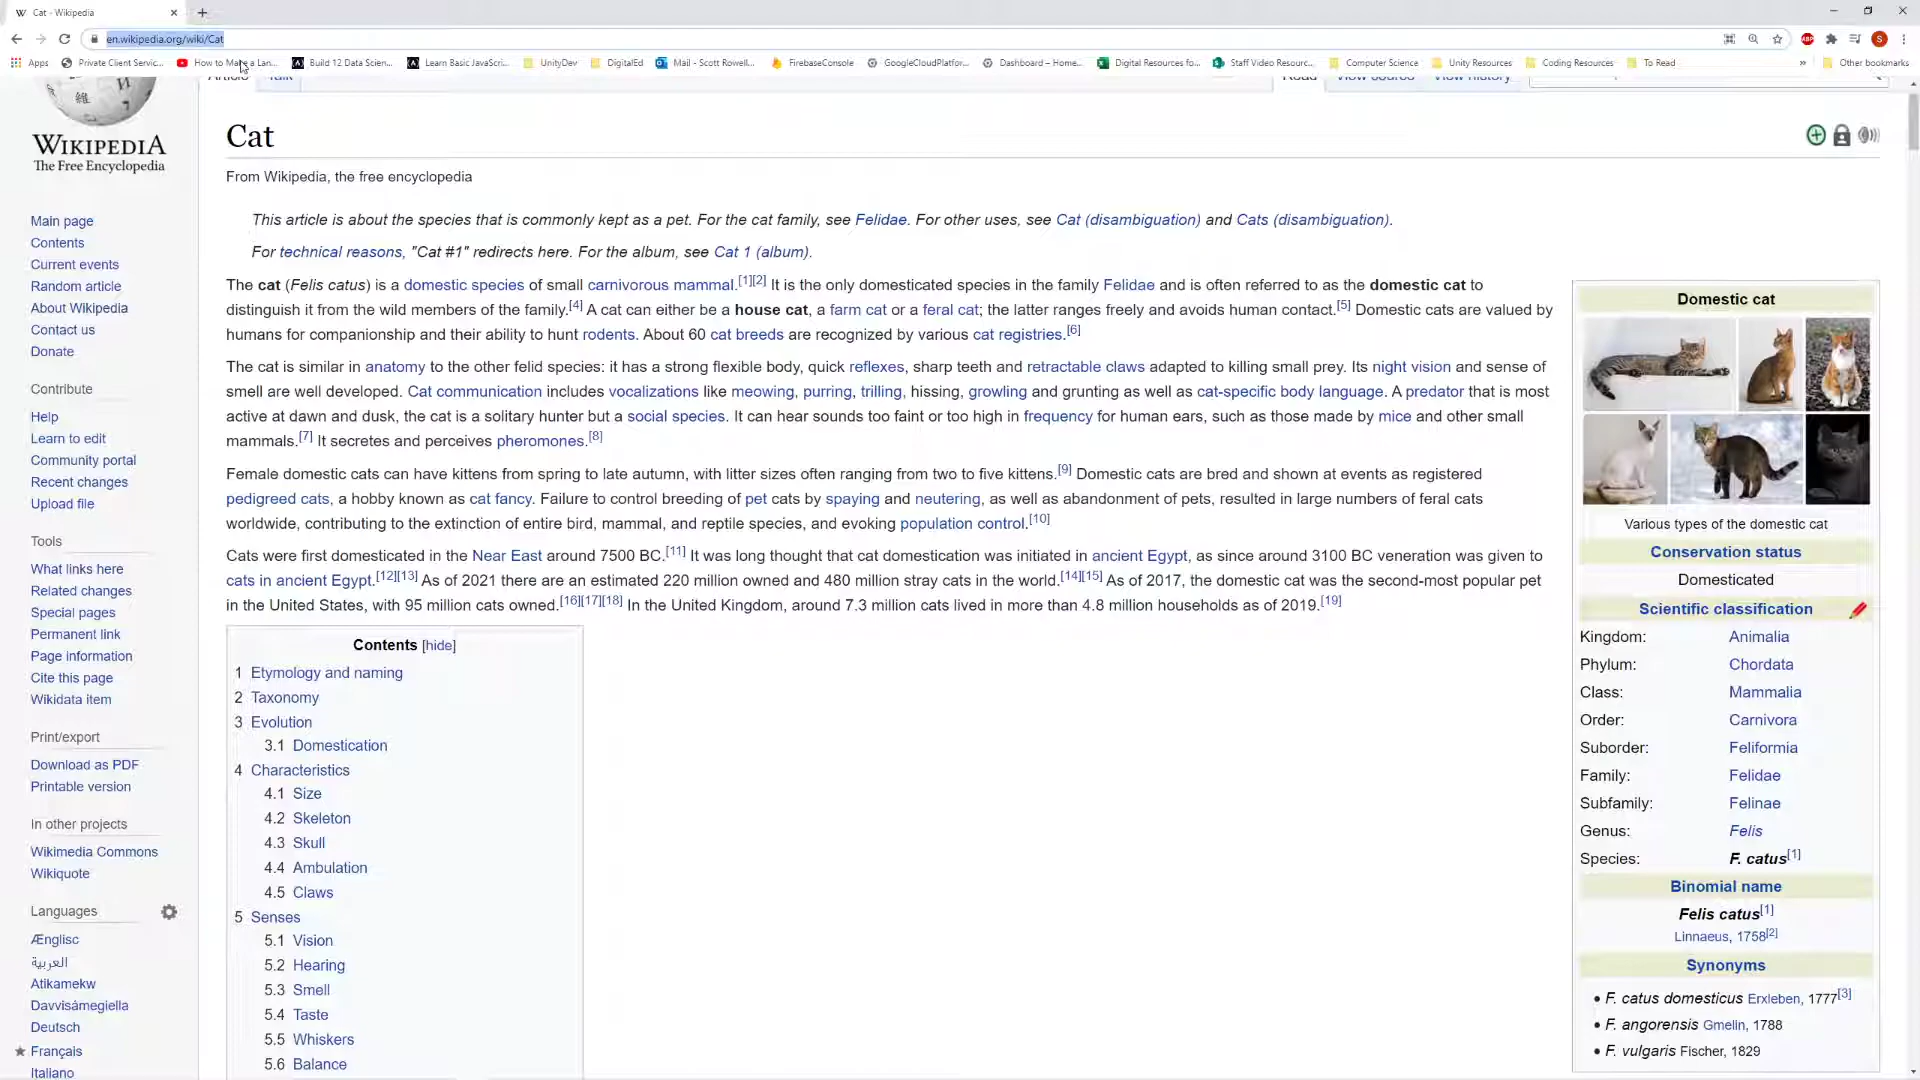 Cat - Wikipedia
en.wikipedia.org/wiki/Cat
Apps
Private Client Servic...
How to Make a Lan...
Build 12 Data Scien...
Learn Basic JavaScri...
UnityDev
DigitalEd
Mail - Scott Rowell...
FirebaseConsole
GoogleCloudPlatfor...
Dashboard – Home...
Digital Resources fo...
Staff Video Resourc...
Computer Science
Unity Resources
Coding Resources
To Read
»
Other bookmarks
Article
Talk
Read
View source
View history
WIKIPEDIA
The Free Encyclopedia
Main page
Contents
Current events
Random article
About Wikipedia
Contact us
Donate
Contribute
Help
Learn to edit
Community portal
Recent changes
Upload file
Tools
What links here
Related changes
Special pages
Permanent link
Page information
Cite this page
Wikidata item
Print/export
Download as PDF
Printable version
In other projects
Wikimedia Commons
Wikiquote
Languages
Ænglisc
العربية
Atikamekw
Davvisámegiella
Deutsch
Français
Italiano
Cat
From Wikipedia, the free encyclopedia
This article is about the species that is commonly kept as a pet. For the cat family, see Felidae. For other uses, see Cat (disambiguation) and Cats (disambiguation).
For technical reasons, "Cat #1" redirects here. For the album, see Cat 1 (album).
The cat (Felis catus) is a domestic species of small carnivorous mammal.[1][2] It is the only domesticated species in the family Felidae and is often referred to as the domestic cat to
distinguish it from the wild members of the family.[4] A cat can either be a house cat, a farm cat or a feral cat; the latter ranges freely and avoids human contact.[5] Domestic cats are valued by
humans for companionship and their ability to hunt rodents. About 60 cat breeds are recognized by various cat registries.[6]
The cat is similar in anatomy to the other felid species: it has a strong flexible body, quick reflexes, sharp teeth and retractable claws adapted to killing small prey. Its night vision and sense of
smell are well developed. Cat communication includes vocalizations like meowing, purring, trilling, hissing, growling and grunting as well as cat-specific body language. A predator that is most
active at dawn and dusk, the cat is a solitary hunter but a social species. It can hear sounds too faint or too high in frequency for human ears, such as those made by mice and other small
mammals.[7] It secretes and perceives pheromones.[8]
Female domestic cats can have kittens from spring to late autumn, with litter sizes often ranging from two to five kittens.[9] Domestic cats are bred and shown at events as registered
pedigreed cats, a hobby known as cat fancy. Failure to control breeding of pet cats by spaying and neutering, as well as abandonment of pets, resulted in large numbers of feral cats
worldwide, contributing to the extinction of entire bird, mammal, and reptile species, and evoking population control.[10]
Cats were first domesticated in the Near East around 7500 BC.[11] It was long thought that cat domestication was initiated in ancient Egypt, as since around 3100 BC veneration was given to
cats in ancient Egypt.[12][13] As of 2021 there are an estimated 220 million owned and 480 million stray cats in the world.[14][15] As of 2017, the domestic cat was the second-most popular pet
in the United States, with 95 million cats owned.[16][17][18] In the United Kingdom, around 7.3 million cats lived in more than 4.8 million households as of 2019.[19]
Contents [hide]
1 Etymology and naming
2 Taxonomy
3 Evolution
3.1 Domestication
4 Characteristics
4.1 Size
4.2 Skeleton
4.3 Skull
4.4 Ambulation
4.5 Claws
5 Senses
5.1 Vision
5.2 Hearing
5.3 Smell
5.4 Taste
5.5 Whiskers
5.6 Balance
Domestic cat
Various types of the domestic cat
Conservation status
Domesticated
Scientific classification
Kingdom: Animalia
Phylum: Chordata
Class: Mammalia
Order: Carnivora
Suborder: Feliformia
Family: Felidae
Subfamily: Felinae
Genus: Felis
Species: F. catus[1]
Binomial name
Felis catus[1]
Linnaeus, 1758[2]
Synonyms
• F. catus domesticus Erxleben, 1777[3]
• F. angorensis Gmelin, 1788
• F. vulgaris Fischer, 1829